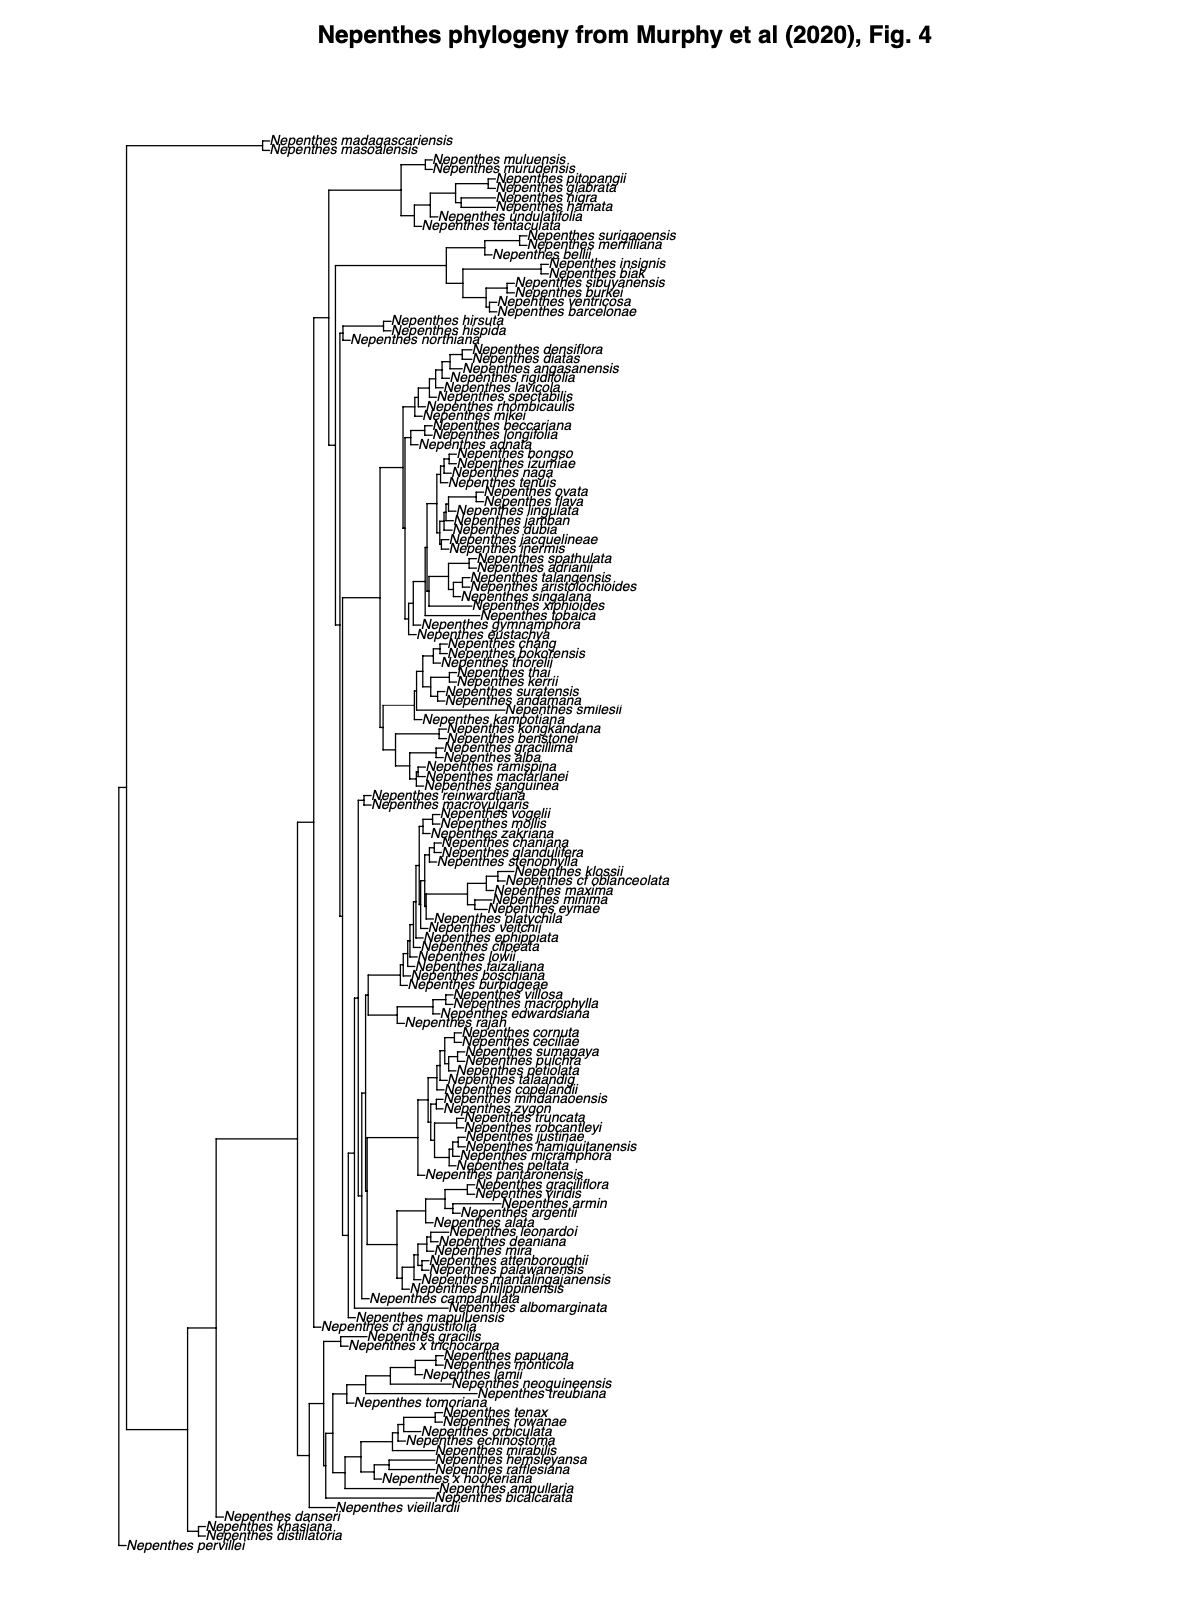 Nepenthes phylogeny from Murphy et al (2020), Fig. 4
Nepenthes madagascariensis
Nepenthes masoalensis
Nepenthes muluensis
Nepenthes murudensis
Nepenthes pitopangii
Nepenthes glabrata
Nepenthes nigra
Nepenthes hamata
Nepenthes undulatifolia
Nepenthes tentaculata
Nepenthes surigaoensis
Nepenthes merrilliana
Nepenthes bellii
Nepenthes insignis
Nepenthes biak
Nepenthes sibuyanensis
Nepenthes burkei
Nepenthes ventricosa
Nepenthes barcelonae
Nepenthes hirsuta
Nepenthes hispida
Nepenthes northiana
Nepenthes densiflora
Nepenthes diatas
Nepenthes angasanensis
Nepenthes rigidifolia
Nepenthes lavicola
Nepenthes spectabilis
Nepenthes rhombicaulis
Nepenthes mikei
Nepenthes beccariana
Nepenthes longifolia
Nepenthes adnata
Nepenthes bongso
Nepenthes izumiae
Nepenthes naga
Nepenthes tenuis
Nepenthes ovata
Nepenthes flava
Nepenthes lingulata
Nepenthes jamban
Nepenthes dubia
Nepenthes jacquelineae
Nepenthes inermis
Nepenthes spathulata
Nepenthes adrianii
Nepenthes talangensis
Nepenthes aristolochioides
Nepenthes singalana
Nepenthes xiphioides
Nepenthes tobaica
Nepenthes gymnamphora
Nepenthes eustachya
Nepenthes chang
Nepenthes bokorensis
Nepenthes thorelii
Nepenthes thai
Nepenthes kerrii
Nepenthes suratensis
Nepenthes andamana
Nepenthes smilesii
Nepenthes kampotiana
Nepenthes kongkandana
Nepenthes benstonei
Nepenthes gracillima
Nepenthes alba
Nepenthes ramispina
Nepenthes macfarlanei
Nepenthes sanguinea
Nepenthes reinwardtiana
Nepenthes macrovulgaris
Nepenthes vogelii
Nepenthes mollis
Nepenthes zakriana
Nepenthes chaniana
Nepenthes glandulifera
Nepenthes stenophylla
Nepenthes klossii
Nepenthes cf oblanceolata
Nepenthes maxima
Nepenthes minima
Nepenthes eymae
Nepenthes platychila
Nepenthes veitchii
Nepenthes ephippiata
Nepenthes clipeata
Nepenthes lowii
Nepenthes faizaliana
Nepenthes boschiana
Nepenthes burbidgeae
Nepenthes villosa
Nepenthes macrophylla
Nepenthes edwardsiana
Nepenthes rajah
Nepenthes cornuta
Nepenthes ceciliae
Nepenthes sumagaya
Nepenthes pulchra
Nepenthes petiolata
Nepenthes talaandig
Nepenthes copelandii
Nepenthes mindanaoensis
Nepenthes zygon
Nepenthes truncata
Nepenthes robcantleyi
Nepenthes justinae
Nepenthes hamiguitanensis
Nepenthes micramphora
Nepenthes peltata
Nepenthes pantaronensis
Nepenthes graciliflora
Nepenthes viridis
Nepenthes armin
Nepenthes argentii
Nepenthes alata
Nepenthes leonardoi
Nepenthes deaniana
Nepenthes mira
Nepenthes attenboroughii
Nepenthes palawanensis
Nepenthes mantalingajanensis
Nepenthes philippinensis
Nepenthes campanulata
Nepenthes albomarginata
Nepenthes mapuluensis
Nepenthes cf angustifolia
Nepenthes gracilis
Nepenthes x trichocarpa
Nepenthes papuana
Nepenthes monticola
Nepenthes lamii
Nepenthes neoguineensis
Nepenthes treubiana
Nepenthes tomoriana
Nepenthes tenax
Nepenthes rowanae
Nepenthes orbiculata
Nepenthes echinostoma
Nepenthes mirabilis
Nepenthes hemsleyansa
Nepenthes rafflesiana
Nepenthes x hookeriana
Nepenthes ampullaria
Nepenthes bicalcarata
Nepenthes vieillardii
Nepenthes danseri
Nepenthes khasiana
Nepenthes distillatoria
Nepenthes pervillei